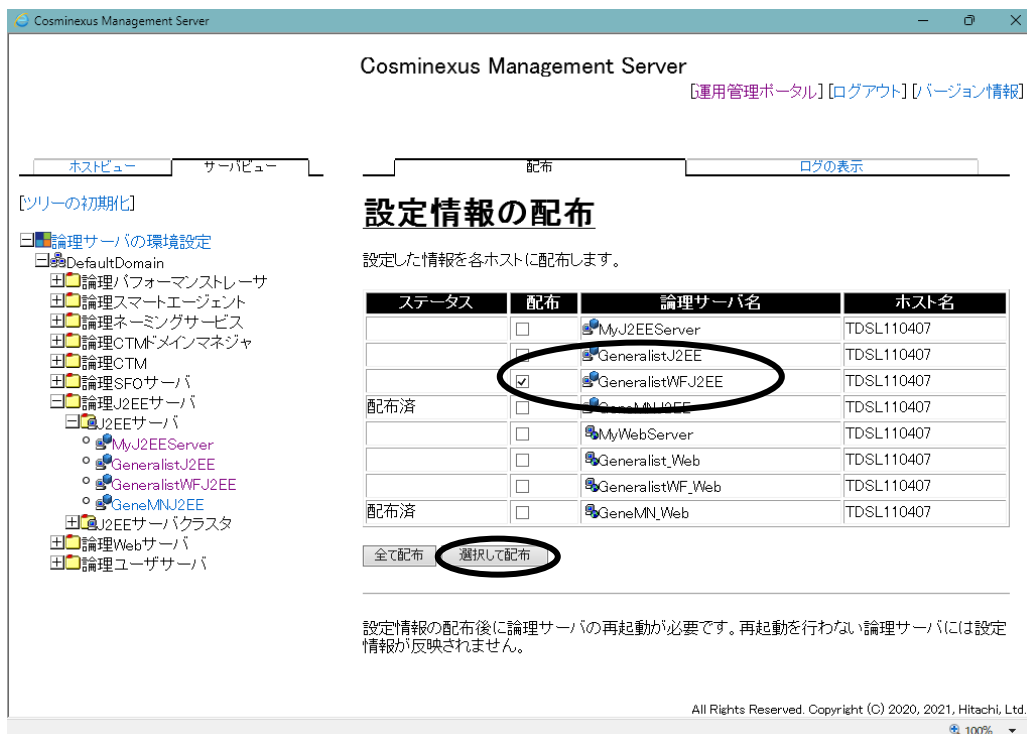 Cosminexus Management Server
Cosminexus Management Server
[運用管理ポータル] [ログアウト] [バージョン情報]
ホストビュー サーバビュー 配布 ログの表示
[ツリーの初期化]
論理サーバの環境設定
DefaultDomain
論理パフォーマンストレーサ
論理スマートエージェント
論理ネーミングサービス
論理CTMドメインマネジャ
論理CTM
論理SFOサーバ
論理J2EEサーバ
J2EEサーバ
MyJ2EEServer
GeneralistJ2EE
GeneralistWFJ2EE
GeneMNJ2EE
J2EEサーバクラスタ
論理Webサーバ
論理ユーザサーバ
設定情報の配布
設定した情報を各ホストに配布します。
ステータス 配布 論理サーバ名 ホスト名
MyJ2EEServer TDSL110407
GeneralistJ2EE TDSL110407
GeneralistWFJ2EE TDSL110407
配布済 GeneMNJ2EE TDSL110407
MyWebServer TDSL110407
Generalist_Web TDSL110407
GeneralistWF_Web TDSL110407
配布済 GeneMN_Web TDSL110407
全て配布 選択して配布
設定情報の配布後に論理サーバの再起動が必要です。再起動を行わない論理サーバには設定
情報が反映されません。
All Rights Reserved. Copyright (C) 2020, 2021, Hitachi, Ltd.
100%